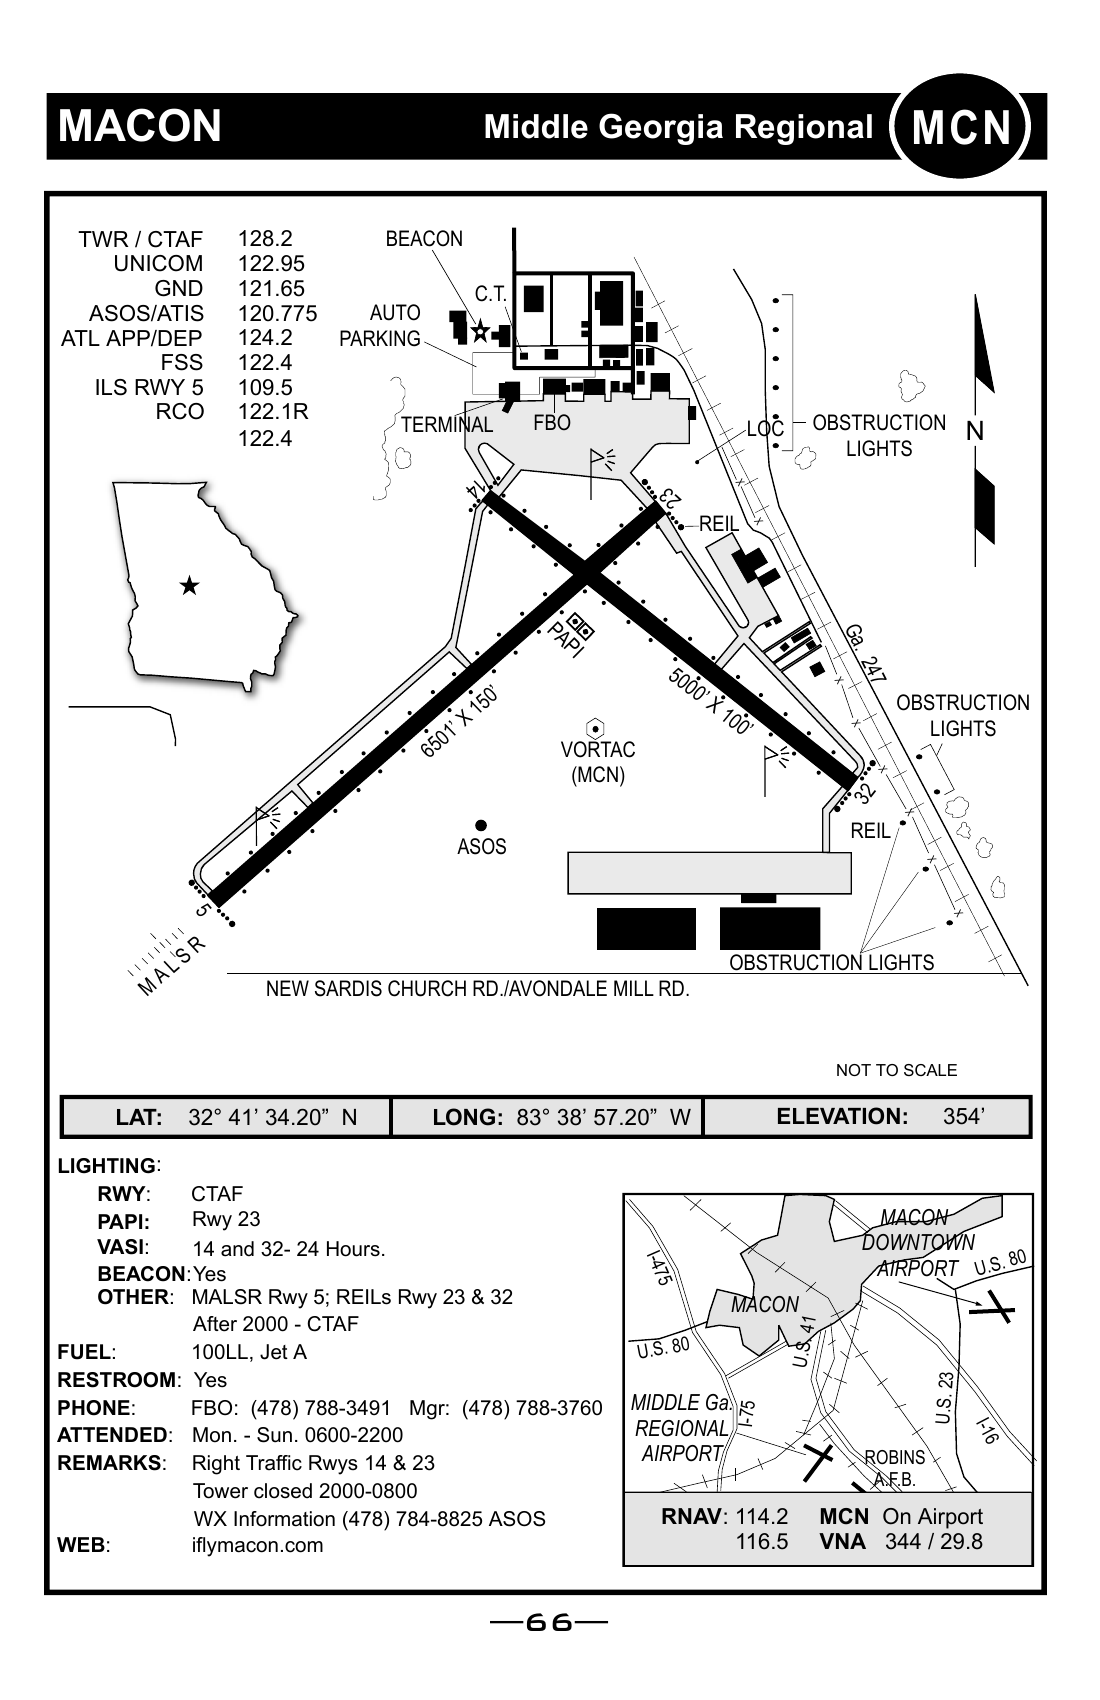 MACON Middle Georgia Regional MCN
TWR / CTAF 128.2
UNICOM 122.95
GND 121.65
ASOS/ATIS 120.775
ATL APP/DEP 124.2
FSS 122.4
ILS RWY 5 109.5
RCO 122.1R
122.4
BEACON
C.T.
AUTO
PARKING
TERMINAL
FBO
LOC
OBSTRUCTION
LIGHTS
N
14
23
REIL
PAPI
Ga. 247
6501’ X 150’
5000’ X 100’
OBSTRUCTION
LIGHTS
VORTAC
(MCN)
32
REIL
ASOS
5
MALSR
OBSTRUCTION LIGHTS
NEW SARDIS CHURCH RD./AVONDALE MILL RD.
NOT TO SCALE
LAT: 32° 41’ 34.20” N LONG: 83° 38’ 57.20” W ELEVATION: 354’
LIGHTING:
RWY: CTAF
PAPI: Rwy 23
VASI: 14 and 32- 24 Hours.
BEACON: Yes
OTHER: MALSR Rwy 5; REILs Rwy 23 & 32
After 2000 - CTAF
FUEL: 100LL, Jet A
RESTROOM: Yes
PHONE: FBO: (478) 788-3491 Mgr: (478) 788-3760
ATTENDED: Mon. - Sun. 0600-2200
REMARKS: Right Traffic Rwys 14 & 23
Tower closed 2000-0800
WX Information (478) 784-8825 ASOS
WEB: iflymacon.com
MACON
DOWNTOWN
AIRPORT
U.S. 80
I-475
MACON
U.S. 80
U.S. 41
U.S. 23
I-16
MIDDLE Ga.
REGIONAL
AIRPORT
I-75
ROBINS
A.F.B.
RNAV: 114.2 MCN On Airport
116.5 VNA 344 / 29.8
66